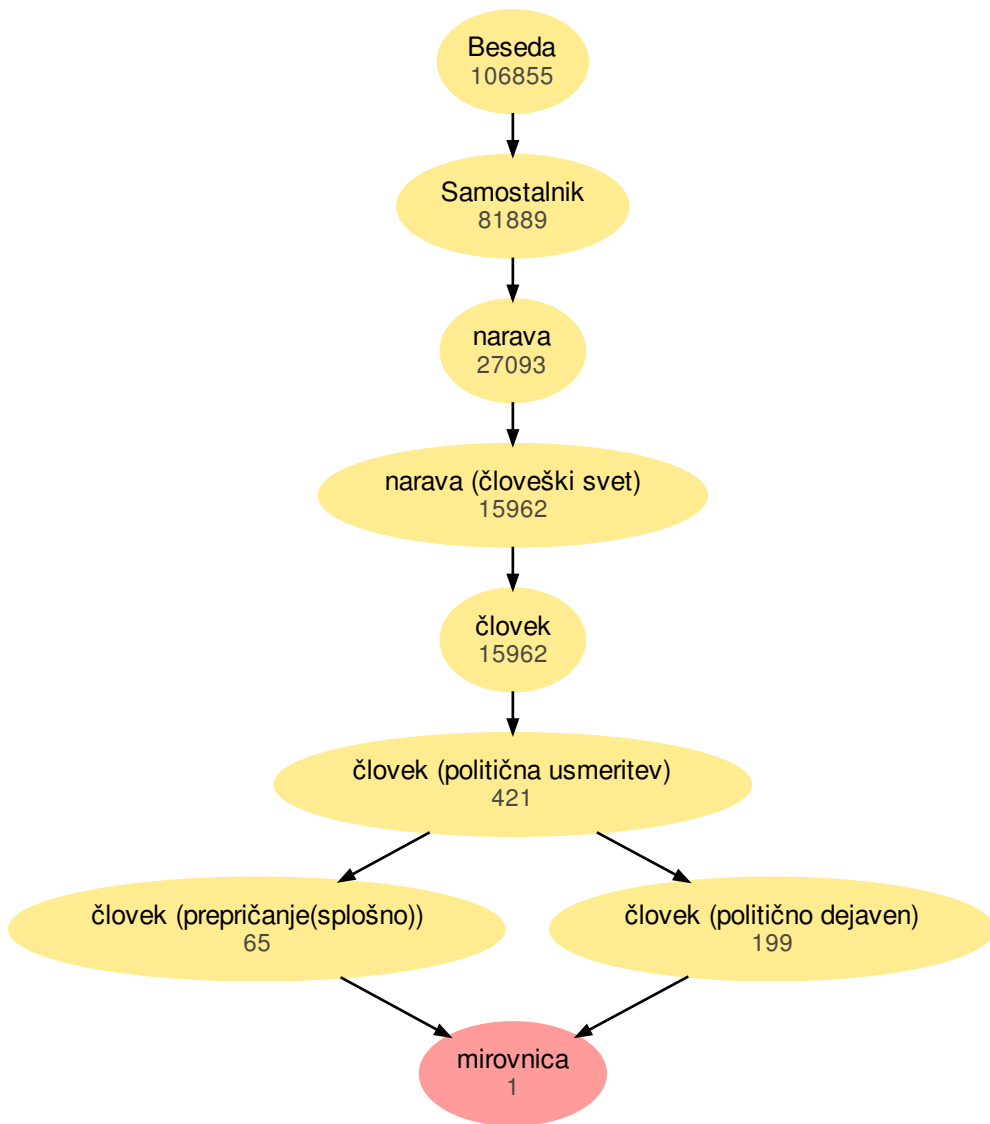 Beseda
106855
Samostalnik
81889
narava
27093
narava (človeški svet)
15962
človek
15962
človek (politična usmeritev)
421
človek (prepričanje(splošno))
65
človek (politično dejaven)
199
mirovnica
1